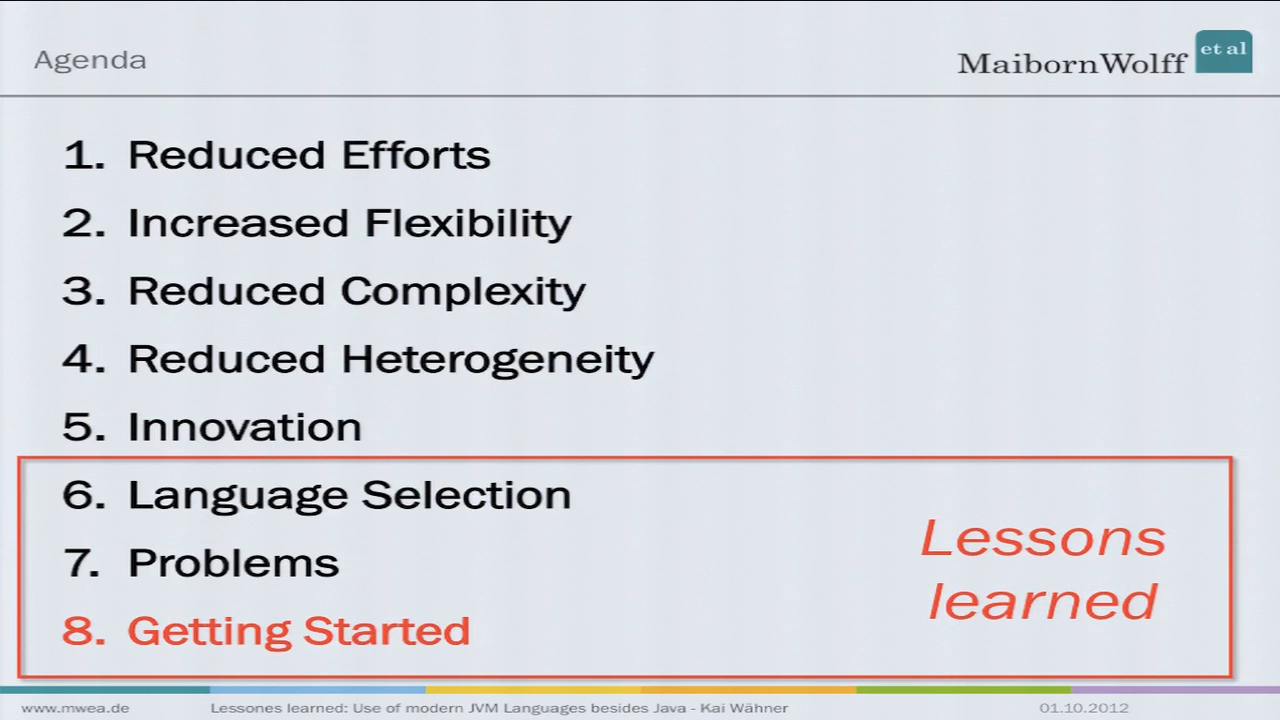 Agenda
MaibornWolff et al
1. Reduced Efforts
2. Increased Flexibility
3. Reduced Complexity
4. Reduced Heterogeneity
5. Innovation
6. Language Selection
7. Problems
8. Getting Started
Lessons
learned
www.mwea.de
Lessones learned: Use of modern JVM Languages besides Java - Kai Wähner
01.10.2012